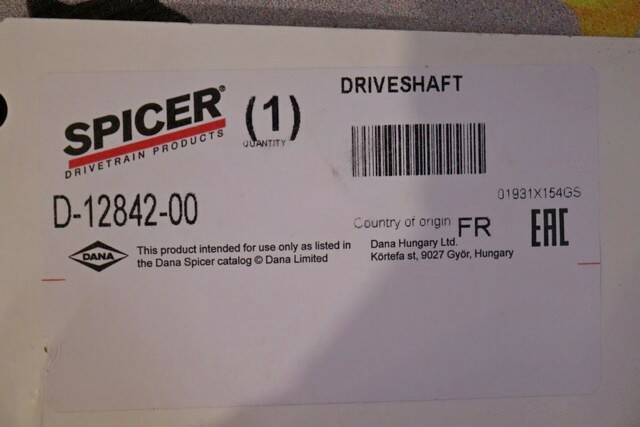 DRIVESHAFT
SPICER®
DRIVETRAIN PRODUCTS
(1)
QUANTITY
D-12842-00
01931X154GS
Country of origin FR
EAC
DANA
This product intended for use only as listed in
the Dana Spicer catalog © Dana Limited
Dana Hungary Ltd.
Körtefa st, 9027 Győr, Hungary